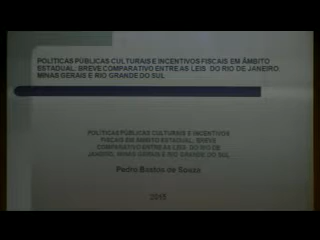 POLÍTICAS PÚBLICAS CULTURAIS E INCENTIVOS FISCAIS EM ÂMBITO
ESTADUAL: BREVE COMPARATIVO ENTRE AS LEIS DO RIO DE JANEIRO,
MINAS GERAIS E RIO GRANDE DO SUL
POLÍTICAS PÚBLICAS CULTURAIS E INCENTIVOS
FISCAIS EM ÂMBITO ESTADUAL: BREVE
COMPARATIVO ENTRE AS LEIS DO RIO DE
JANEIRO, MINAS GERAIS E RIO GRANDE DO SUL
Pedro Bastos de Souza
2015